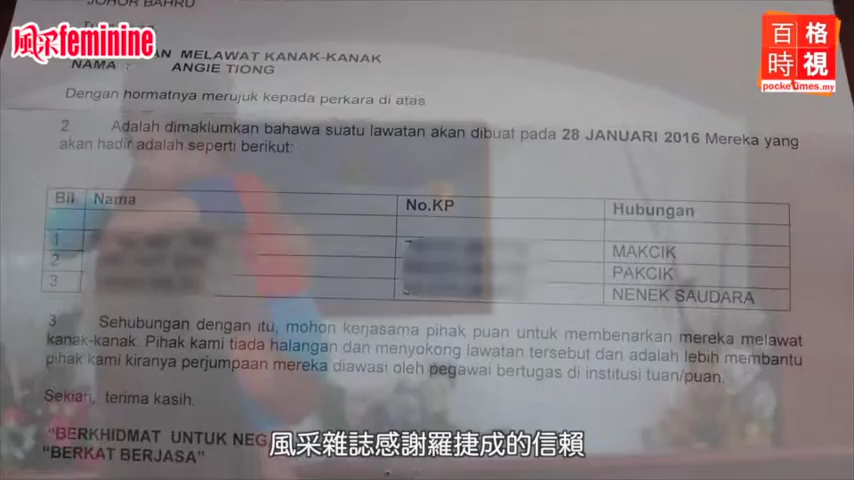 JOHOR BAHRU
風采feminine
百格
時視
pocketimes.my
MELAWAT KANAK-KANAK
NAMA : ANGIE TIONG
Dengan hormatnya merujuk kepada perkara di atas
2 Adalah dimaklumkan bahawa suatu lawatan akan dibuat pada 28 JANUARI 2016 Mereka yang
akan hadir adalah seperti berikut:
Bil Nama No.KP Hubungan
1 MAKCIK
2 PAKCIK
3 NENEK SAUDARA
3 Sehubungan dengan itu, mohon kerjasama pihak puan untuk membenarkan mereka melawat
kanak-kanak. Pihak kami tiada halangan dan menyokong lawatan tersebut dan adalah lebih membantu
pihak kami kiranya perjumpaan mereka diawasi oleh pegawai bertugas di institusi tuan/puan.
Sekian, terima kasih.
"BERKHIDMAT UNTUK NEG
"BERKAT BERJASA"
風采雜誌感謝羅捷成的信賴